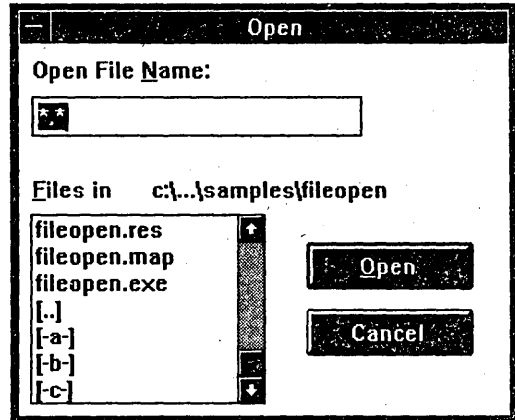 Open
Open File Name:
*.*
Files in c:\...\samples\fileopen
fileopen.res
fileopen.map
fileopen.exe
[..]
[-a-]
[-b-]
[-c-]
Open
Cancel